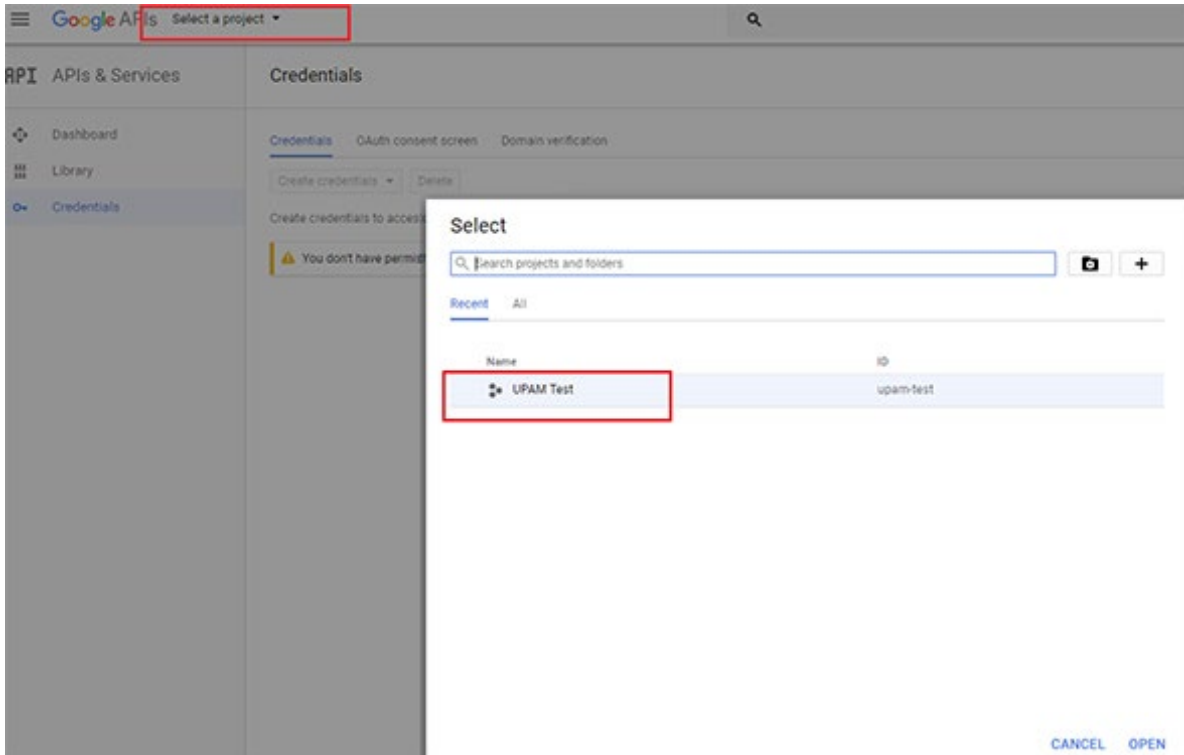 Google APIs Select a project
API APIs & Services
Credentials
Dashboard
Library
Credentials
Credentials OAuth consent screen Domain verification
Create credentials Delete
Create credentials to access
You don't have permis
Select
Search projects and folders
Recent All
Name ID
UPAM Test upam-test
CANCEL OPEN